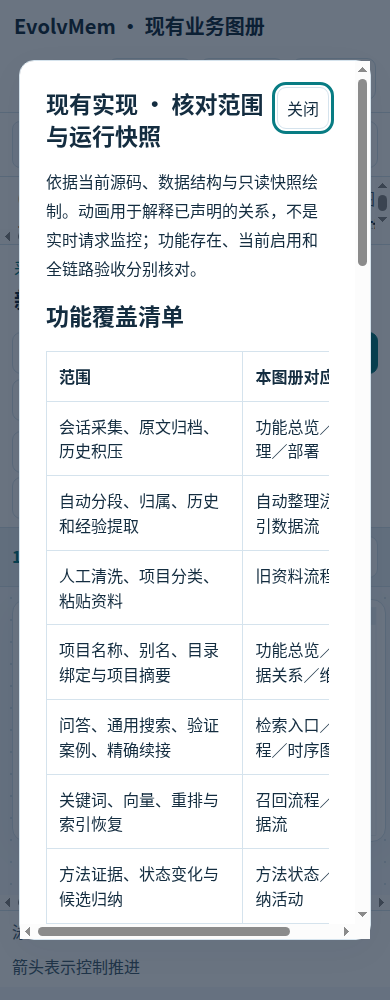 EvolvMem · 现有业务图册
现有实现 · 核对范围
与运行快照
关闭
依据当前源码、数据结构与只读快照绘
制。动画用于解释已声明的关系，不是
实时请求监控；功能存在、当前启用和
全链路验收分别核对。
功能覆盖清单
范围
本图册对应
会话采集、原文归档、
历史积压
功能总览／
理／部署
自动分段、归属、历史
和经验提取
自动整理流
引数据流
人工清洗、项目分类、
粘贴资料
旧资料流程
项目名称、别名、目录
绑定与项目摘要
功能总览／
据关系／维
问答、通用搜索、验证
案例、精确续接
检索入口／
程／时序图
关键词、向量、重排与
索引恢复
召回流程／
据流
方法证据、状态变化与
候选归纳
方法状态／
纳活动
箭头表示控制推进